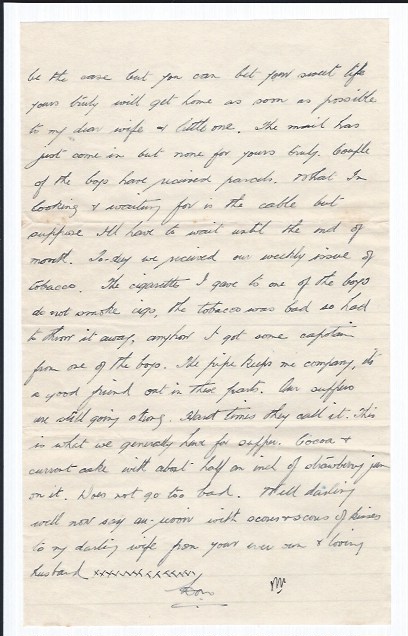 be the case but you can bet your sweet life
yours truly will get home as soon as possible
to my dear wife & little one. The mail has
just come in but none for yours truly. Couple
of the boys have received parcels. What Im
looking & waiting for is the cable but
suppose Ill have to wait until the end of
month. To-day we received our weekly issue of
tobacco. The cigarettes I gave to one of the boys
do not smoke cigs, the tobacco was bad so had
to throw it away, anyhow I got some captain
from one of the boys. The pipe keeps me company, its
a good friend out in these parts. Our suppers
are still going strong. Hard times they call it. This
is what we generally have for supper. Cocoa &
currant cake with about half an inch of strawberry jam
on it. Does not go too bad. Well darling
will now say au-revoir with scores & scores of kisses
to my darling wife from your ever own & loving
husband xxxxxxxxxxxxx